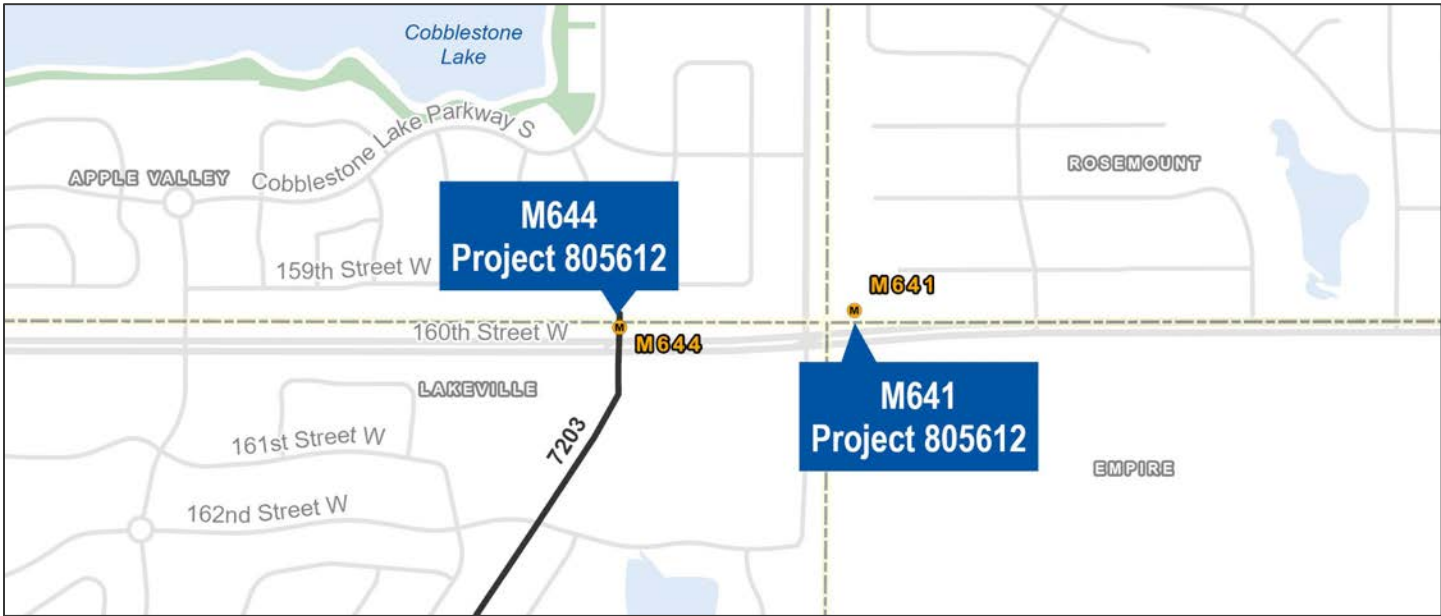 Cobblestone
Lake
Cobblestone Lake Parkway S
APPLE VALLEY
ROSEMOUNT
M644
Project 805612
159th Street W
M641
M
160th Street W
M
M644
LAKEVILLE
M641
Project 805612
161st Street W
7203
EMPIRE
162nd Street W